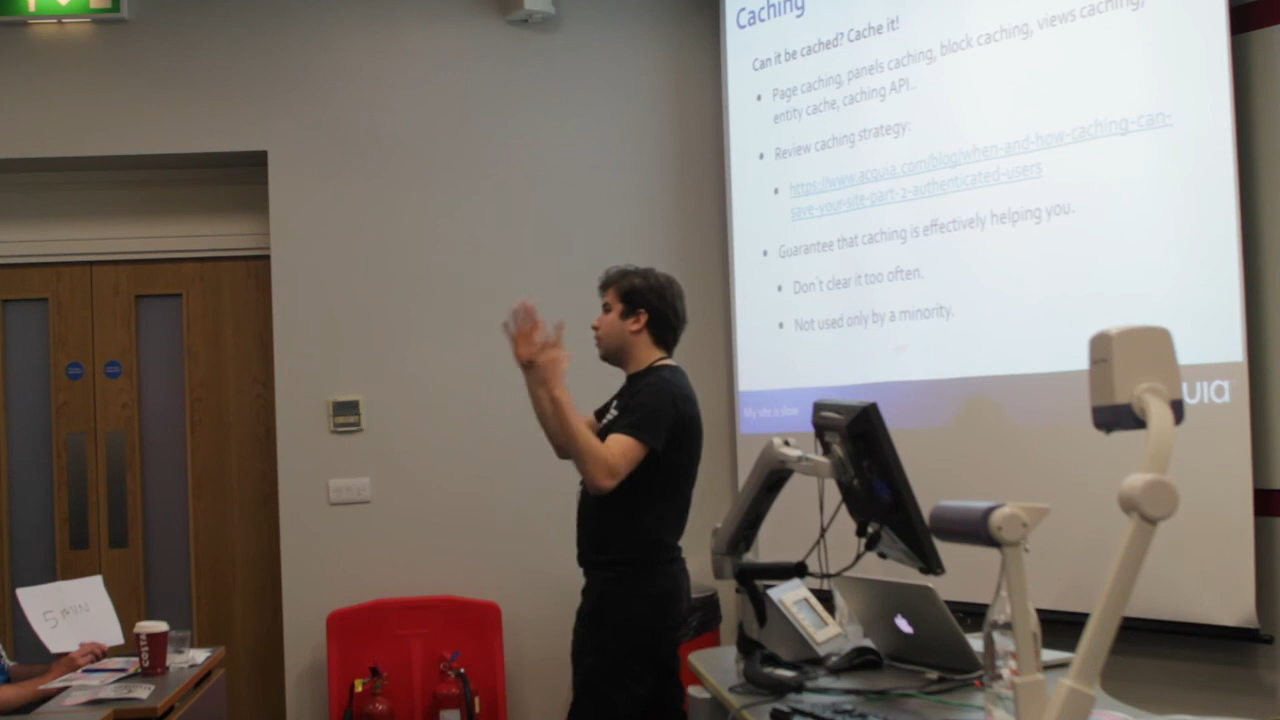 Caching
Can it be cached? Cache it!
Page caching, panels caching, block caching, views caching,
entity cache, caching API..
Review caching strategy:
https://www.acquia.com/blog/when-and-how-caching-can-
save-your-site-part-2-authenticated-users
Guarantee that caching is effectively helping you.
Don't clear it too often.
Not used only by a minority.
My site is slow
uia
5 MIN
COSTA